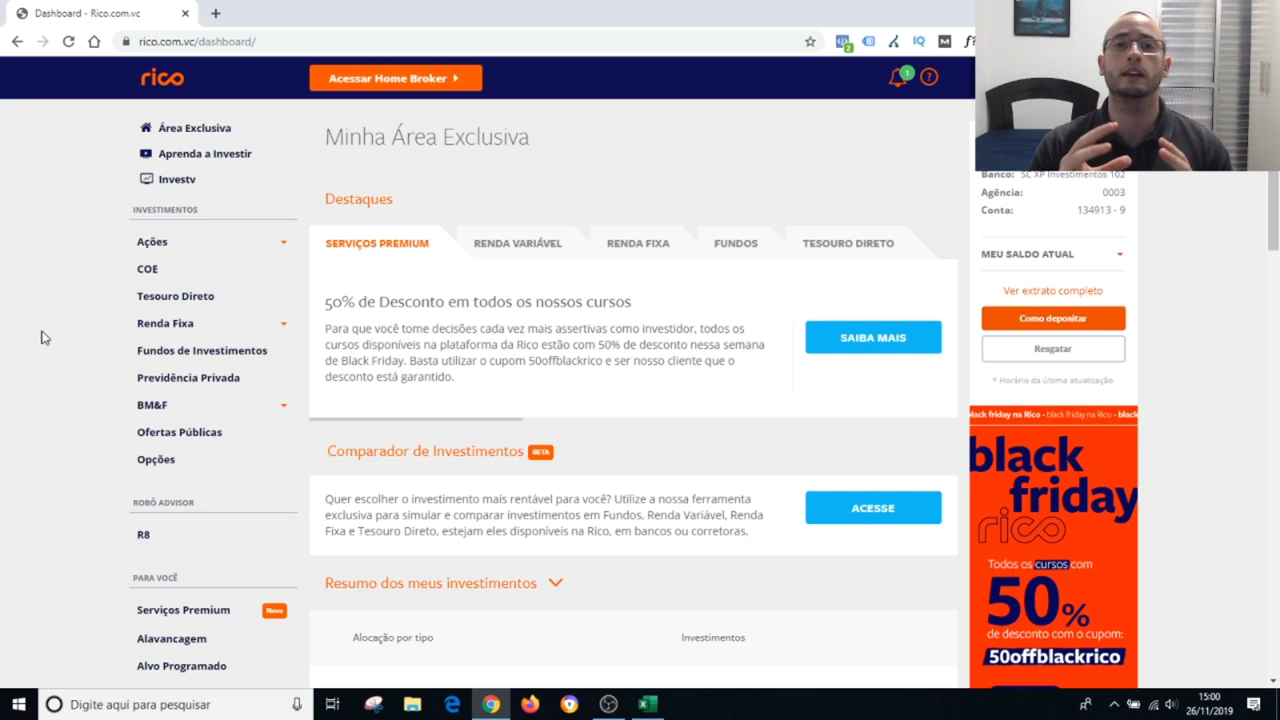 Dashboard - Rico.com.vc
rico.com.vc/dashboard/
2
IQ
M
f?
rico
Acessar Home Broker
1
?
Área Exclusiva
Aprenda a Investir
Investv
INVESTIMENTOS
Ações
COE
Tesouro Direto
Renda Fixa
Fundos de Investimentos
Previdência Privada
BM&F
Ofertas Públicas
Opções
ROBÔ ADVISOR
R8
PARA VOCÊ
Serviços Premium
Novo
Alavancagem
Alvo Programado
Minha Área Exclusiva
Destaques
SERVIÇOS PREMIUM
RENDA VARIÁVEL
RENDA FIXA
FUNDOS
TESOURO DIRETO
50% de Desconto em todos os nossos cursos
Para que você tome decisões cada vez mais assertivas como investidor, todos os
cursos disponíveis na plataforma da Rico estão com 50% de desconto nessa semana
de Black Friday. Basta utilizar o cupom 50offblackrico e ser nosso cliente que o
desconto está garantido.
SAIBA MAIS
Comparador de Investimentos BETA
Quer escolher o investimento mais rentável para você? Utilize a nossa ferramenta
exclusiva para simular e comparar investimentos em Fundos, Renda Variável, Renda
Fixa e Tesouro Direto, estejam eles disponíveis na Rico, em bancos ou corretoras.
ACESSE
Resumo dos meus investimentos
Alocação por tipo
Investimentos
Banco: SC XP Investimentos 102
Agência: 0003
Conta: 134913 - 9
MEU SALDO ATUAL
Ver extrato completo
Como depositar
Resgatar
* Horário da última atualização
black friday na Rico • black friday na Rico • black
black
friday
rico
Todos os cursos com
50%
de desconto com o cupom:
50offblackrico
Digite aqui para pesquisar
15:00
26/11/2019